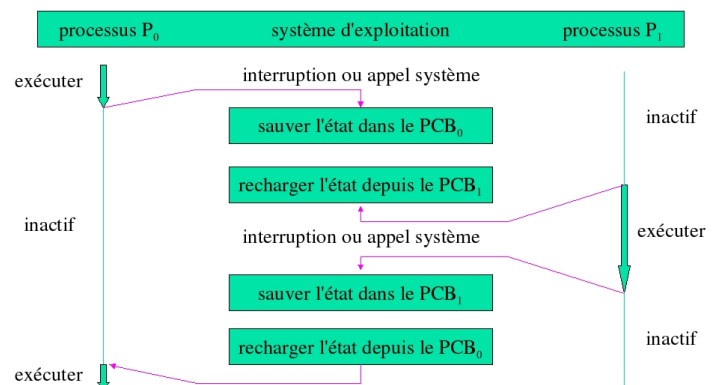 processus P₀ système d'exploitation processus P₁
exécuter
interruption ou appel système
sauver l'état dans le PCB₀
inactif
recharger l'état depuis le PCB₁
inactif
exécuter
interruption ou appel système
sauver l'état dans le PCB₁
inactif
recharger l'état depuis le PCB₀
exécuter